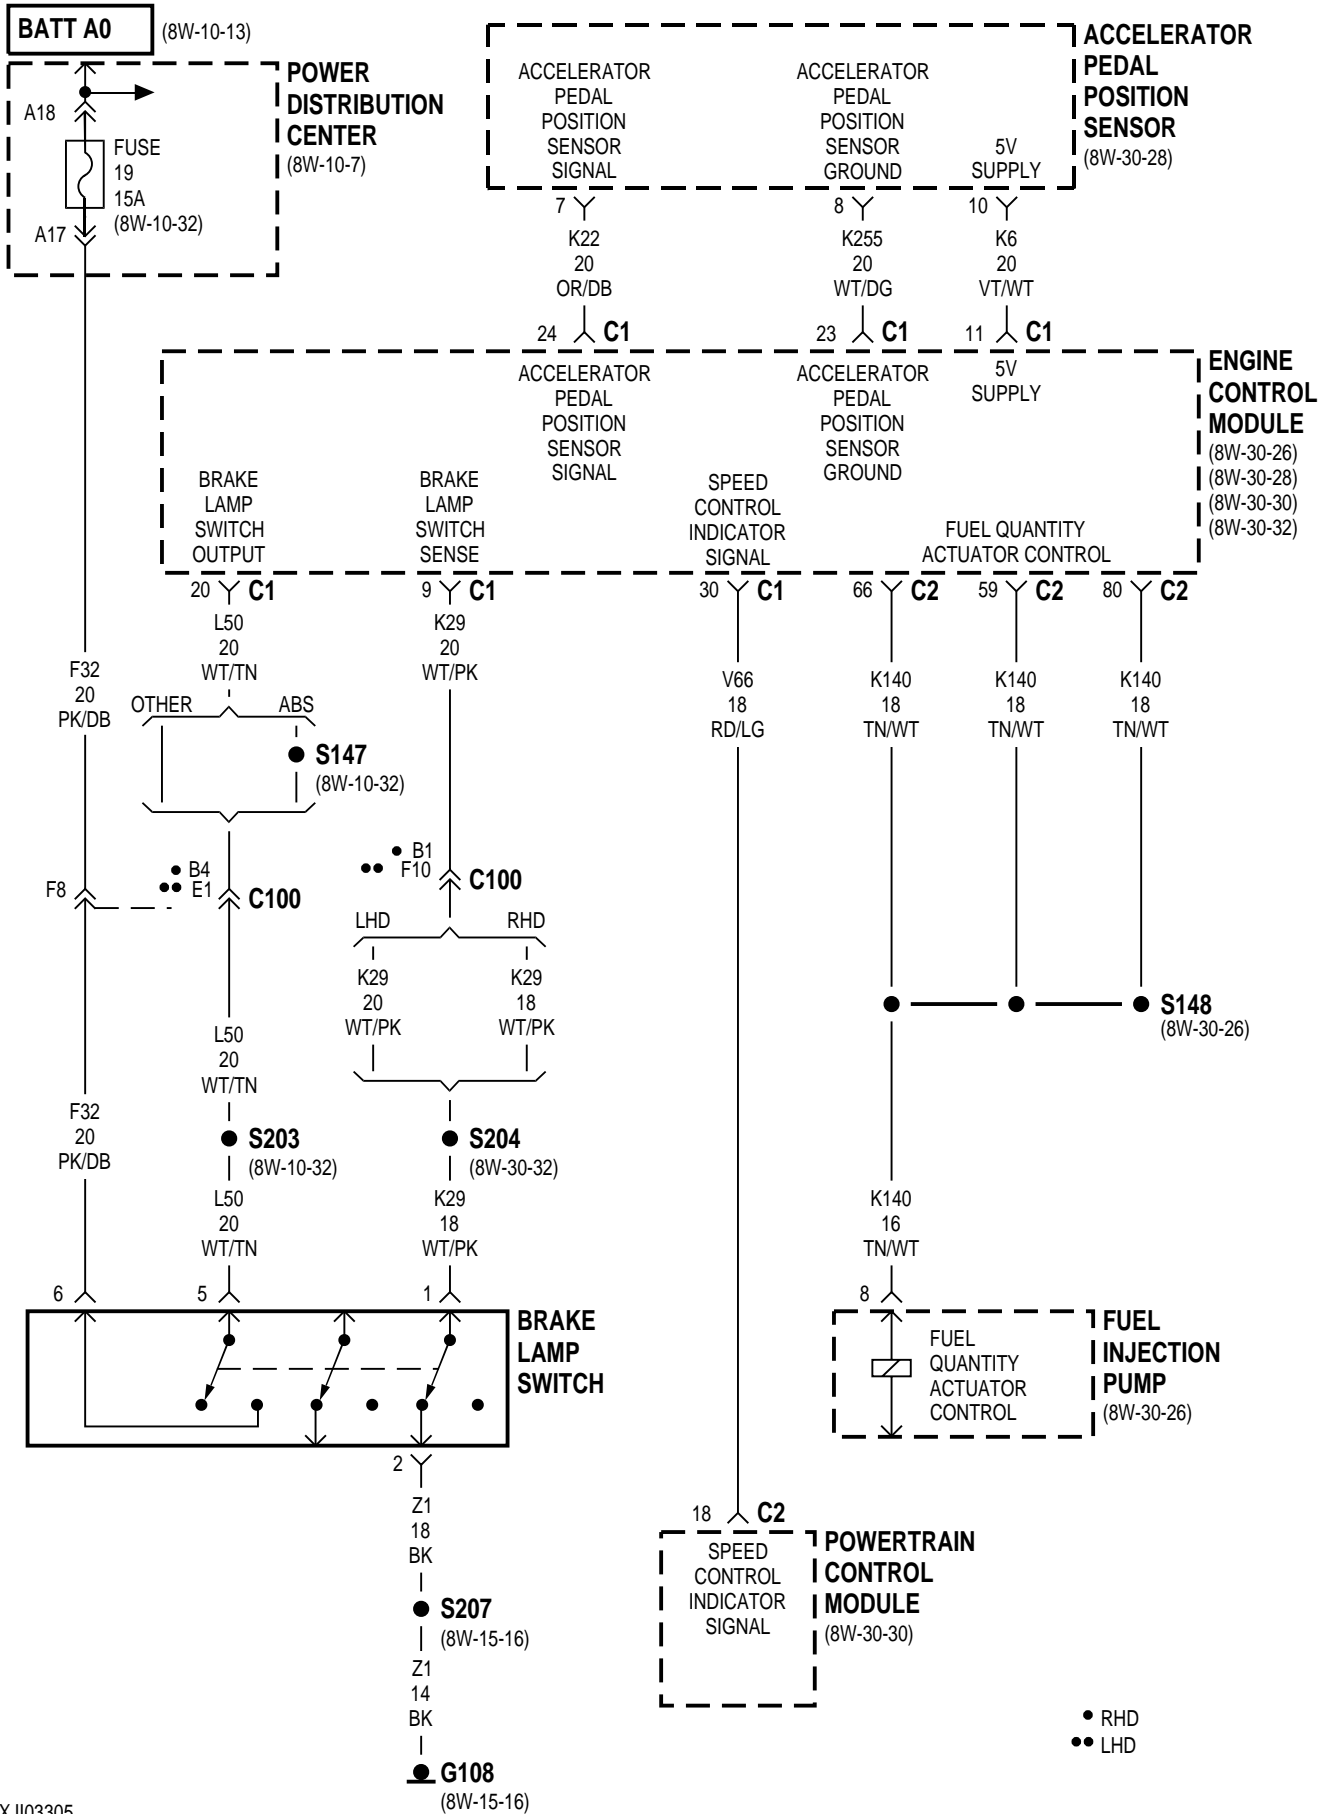 BATT A0
(8W-10-13)
POWER
DISTRIBUTION
CENTER
(8W-10-7)
A18
FUSE
19
15A
(8W-10-32)
A17
ACCELERATOR
PEDAL
POSITION
SENSOR
(8W-30-28)
ACCELERATOR
PEDAL
POSITION
SENSOR
SIGNAL
ACCELERATOR
PEDAL
POSITION
SENSOR
GROUND
5V
SUPPLY
7
8
10
K22
20
OR/DB
K255
20
WT/DG
K6
20
VT/WT
24 C1
23 C1
11 C1
ENGINE
CONTROL
MODULE
(8W-30-26)
(8W-30-28)
(8W-30-30)
(8W-30-32)
ACCELERATOR
PEDAL
POSITION
SENSOR
SIGNAL
ACCELERATOR
PEDAL
POSITION
SENSOR
GROUND
5V
SUPPLY
BRAKE
LAMP
SWITCH
OUTPUT
BRAKE
LAMP
SWITCH
SENSE
SPEED
CONTROL
INDICATOR
SIGNAL
FUEL QUANTITY
ACTUATOR CONTROL
20 C1
9 C1
30 C1
66 C2
59 C2
80 C2
L50
20
WT/TN
K29
20
WT/PK
F32
20
PK/DB
V66
18
RD/LG
K140
18
TN/WT
K140
18
TN/WT
K140
18
TN/WT
OTHER
ABS
S147
(8W-10-32)
B4
E1
C100
F8
B1
F10
C100
LHD
RHD
K29
20
WT/PK
K29
18
WT/PK
S148
(8W-30-26)
L50
20
WT/TN
F32
20
PK/DB
S203
(8W-10-32)
S204
(8W-30-32)
L50
20
WT/TN
K29
18
WT/PK
K140
16
TN/WT
6
5
1
8
BRAKE
LAMP
SWITCH
FUEL
QUANTITY
ACTUATOR
CONTROL
FUEL
INJECTION
PUMP
(8W-30-26)
2
Z1
18
BK
18 C2
SPEED
CONTROL
INDICATOR
SIGNAL
POWERTRAIN
CONTROL
MODULE
(8W-30-30)
S207
(8W-15-16)
Z1
14
BK
G108
(8W-15-16)
RHD
LHD